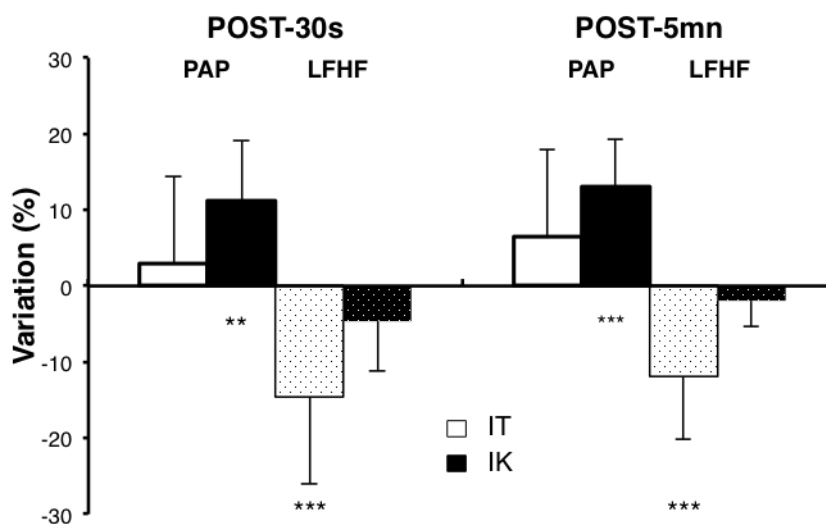 POST-30s POST-5mn
PAP LFHF PAP LFHF
30
20
10
0
-10
-20
-30
Variation (%)
** ***
*** ***
IT
IK